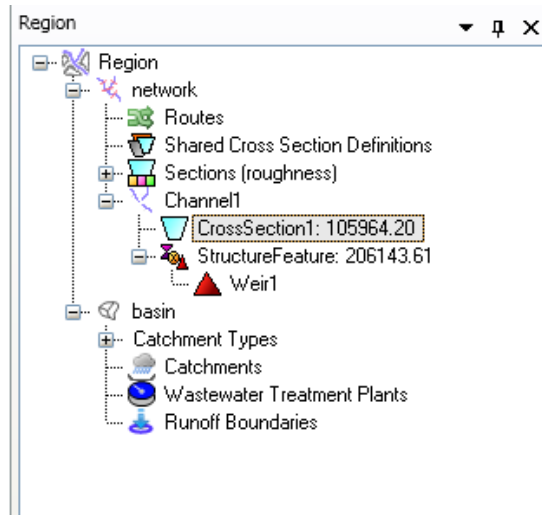 Region
Region
network
Routes
Shared Cross Section Definitions
Sections (roughness)
Channel1
CrossSection1: 105964.20
StructureFeature: 206143.61
Weir1
basin
Catchment Types
Catchments
Wastewater Treatment Plants
Runoff Boundaries